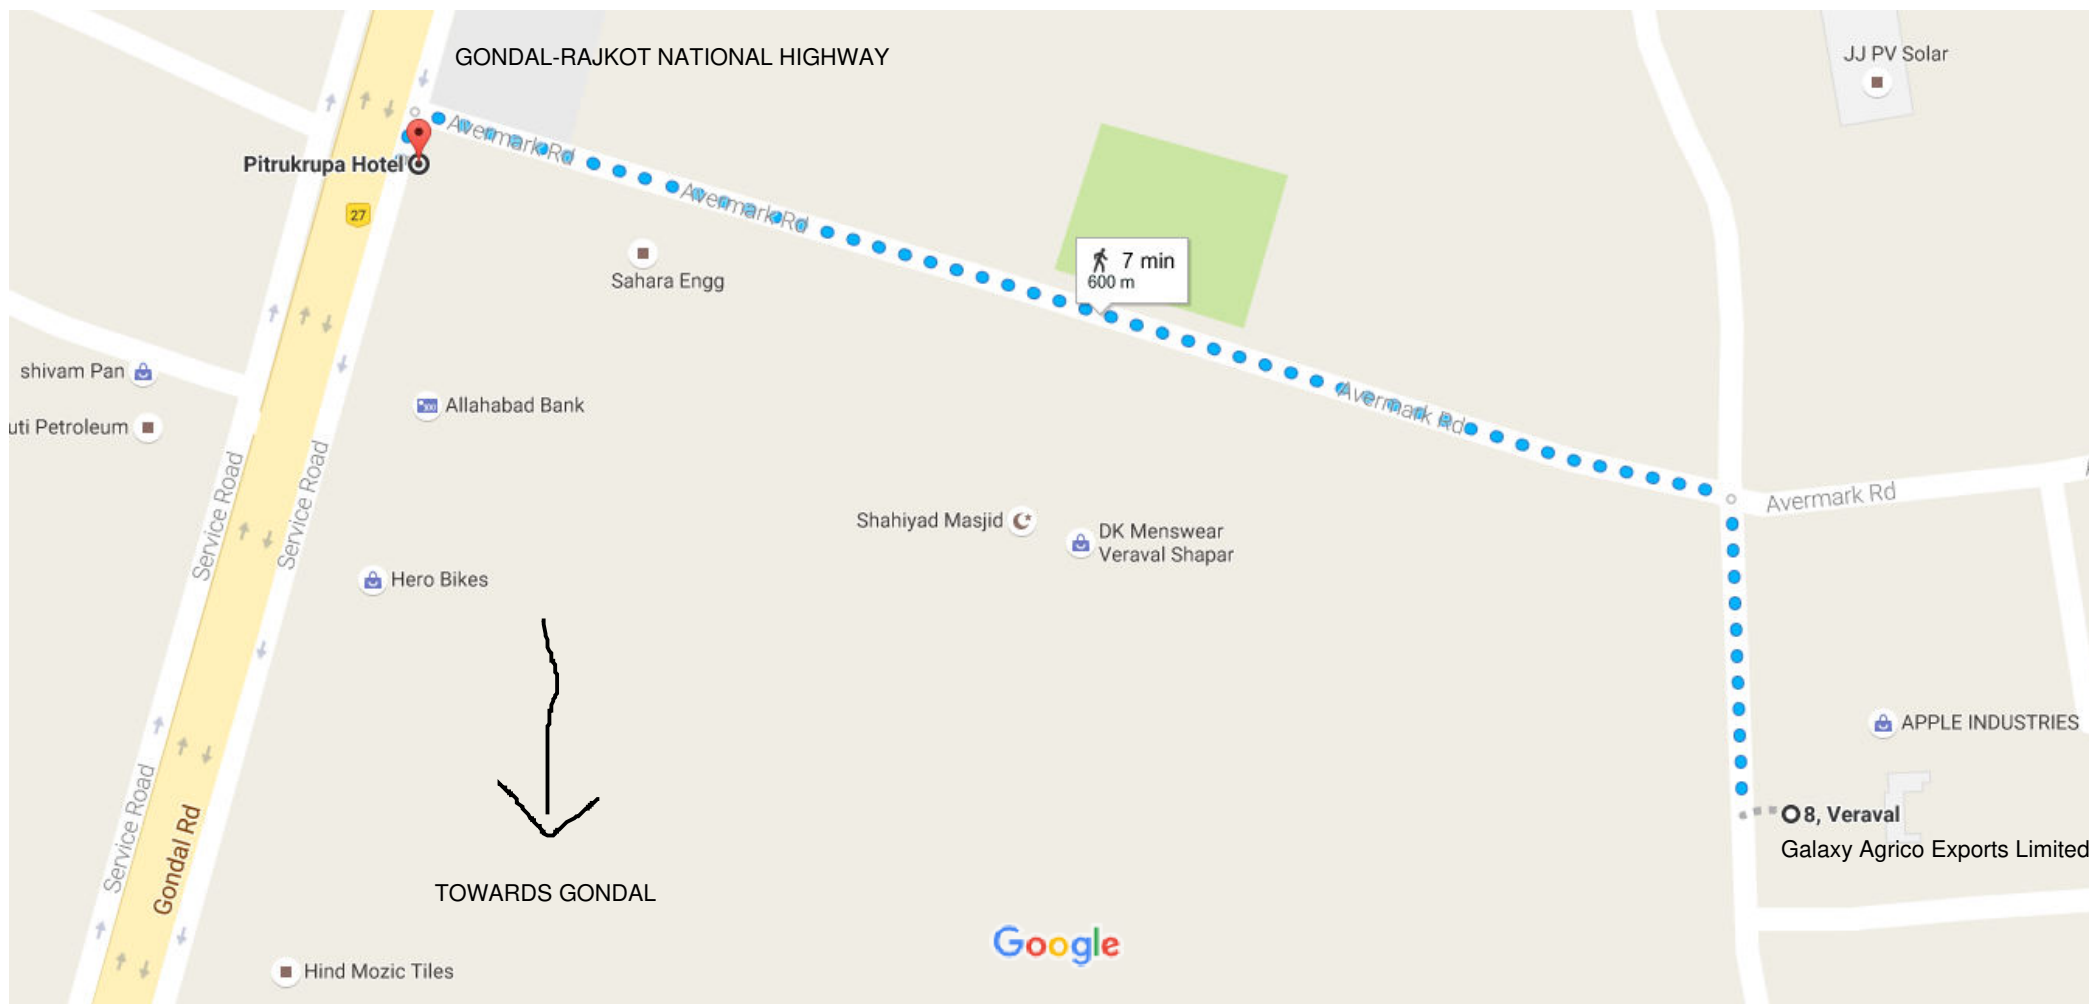 GONDAL-RAJKOT NATIONAL HIGHWAY
JJ PV Solar
Avermark Rd
Pitrukrupa Hotel
Avermark Rd
27
Sahara Engg
7 min
600 m
shivam Pan
Allahabad Bank
Avermark Rd
uti Petroleum
Service Road
Service Road
Avermark Rd
Shahiyad Masjid
DK Menswear
Veraval Shapar
Hero Bikes
APPLE INDUSTRIES
Service Road
Gondal Rd
8, Veraval
Galaxy Agrico Exports Limited
TOWARDS GONDAL
Google
Hind Mozic Tiles